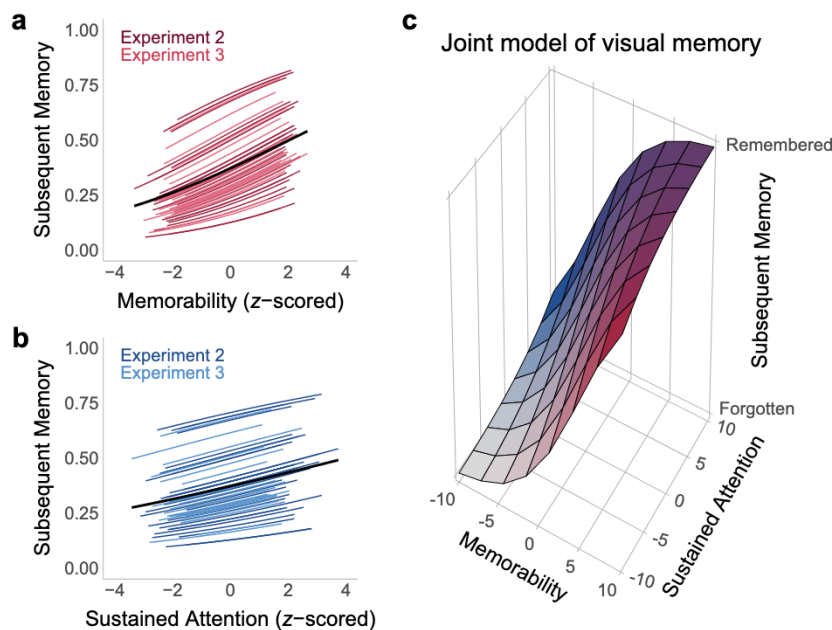 a
Experiment 2
Experiment 3
1.00
0.75
0.50
0.25
0.00
Subsequent Memory
−4
−2
0
2
4
Memorability (z−scored)
b
Experiment 2
Experiment 3
1.00
0.75
0.50
0.25
0.00
Subsequent Memory
−4
−2
0
2
4
Sustained Attention (z−scored)
c
Joint model of visual memory
Remembered
Subsequent Memory
Forgotten
10
5
0
-5
-10
Sustained Attention
-10
-5
0
5
10
Memorability